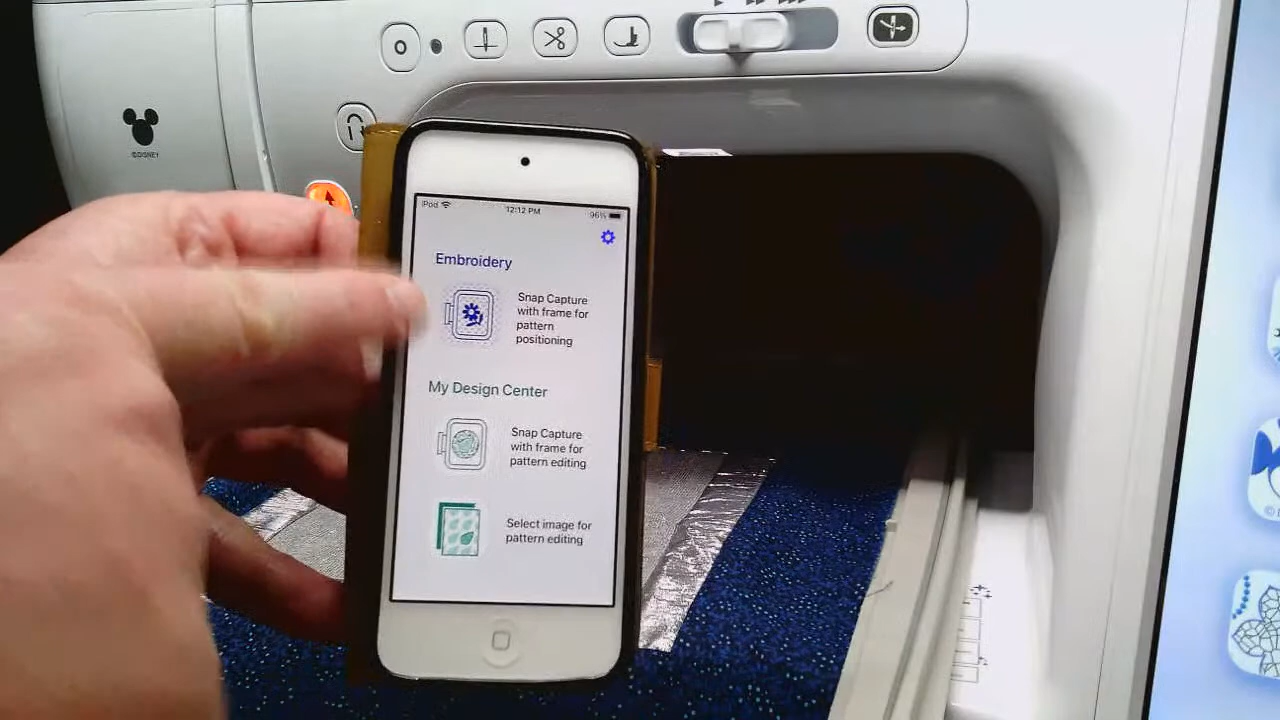 ©DISNEY
iPod 12:12 PM 96%
Embroidery
Snap Capture
with frame for
pattern
positioning
My Design Center
Snap Capture
with frame for
pattern editing
Select image for
pattern editing